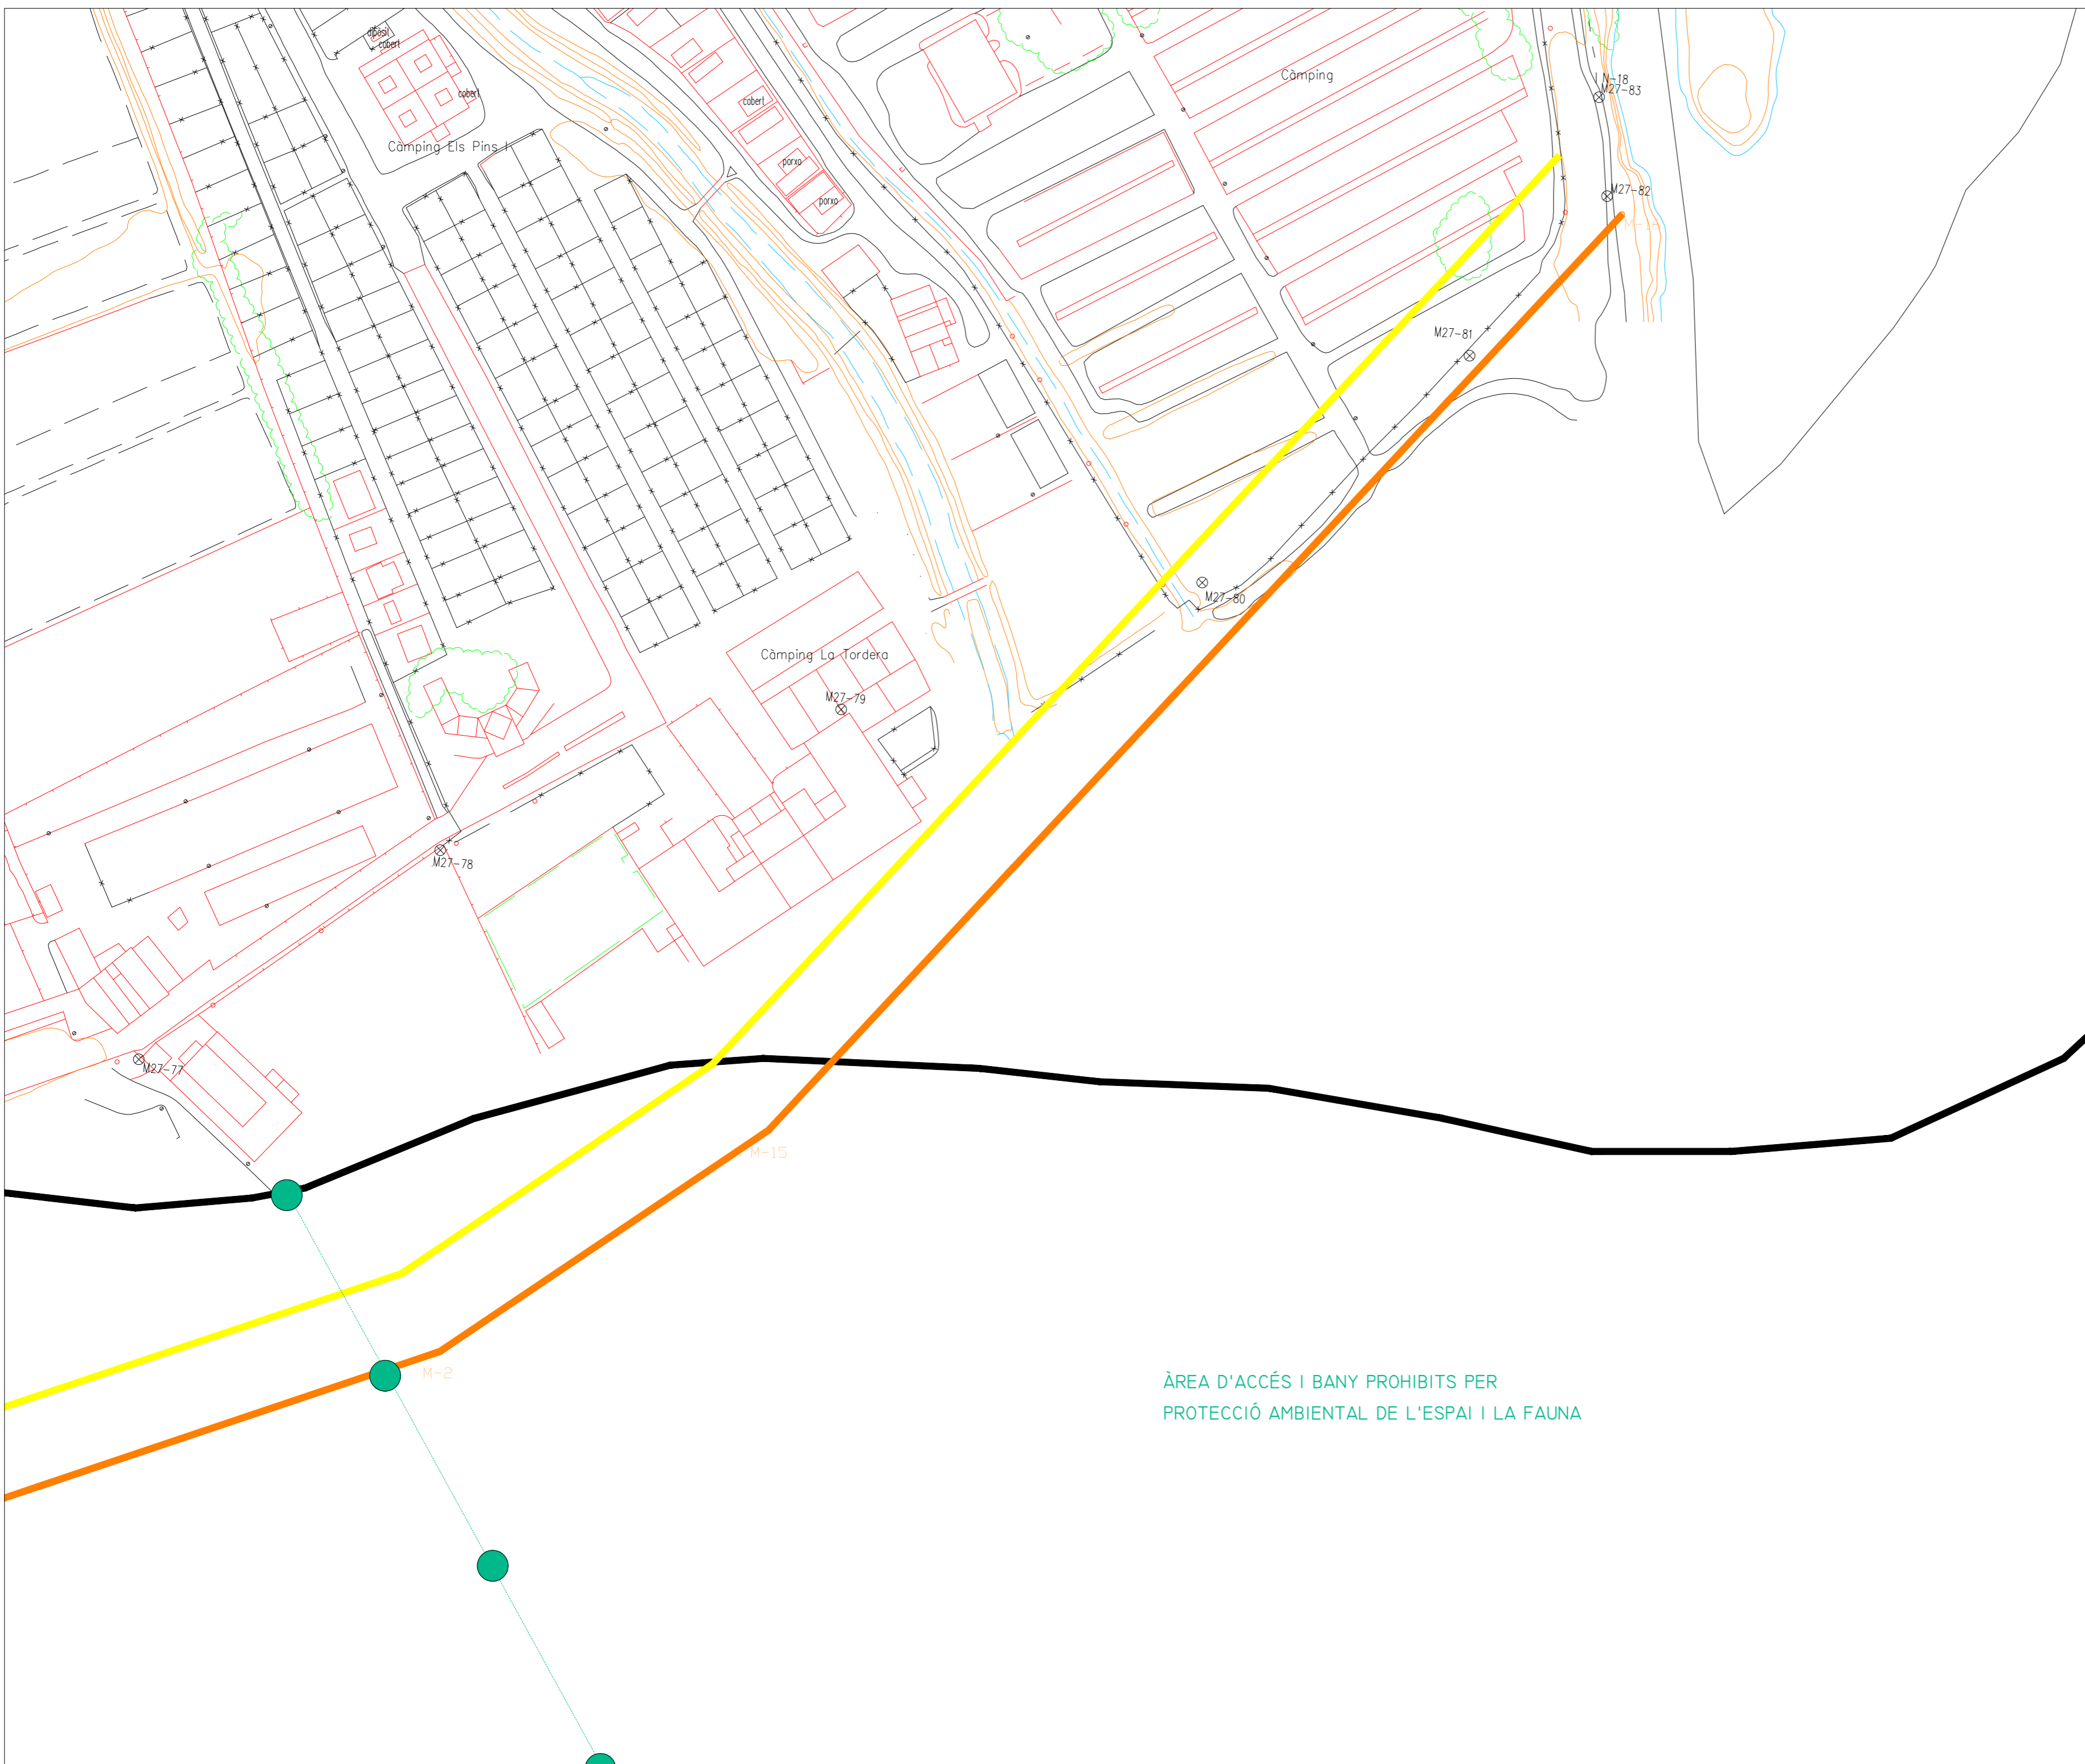 dipòsit
cobert
cobert
cobert
Càmping
LN-18
M27-83
Càmping Els Pins I
porxo
porxo
M27-82
M-14
M27-81
M27-80
Càmping La Tordera
M27-79
M27-78
M27-77
M-15
M-2
ÀREA D'ACCÉS I BANY PROHIBITS PER
PROTECCIÓ AMBIENTAL DE L'ESPAI I LA FAUNA